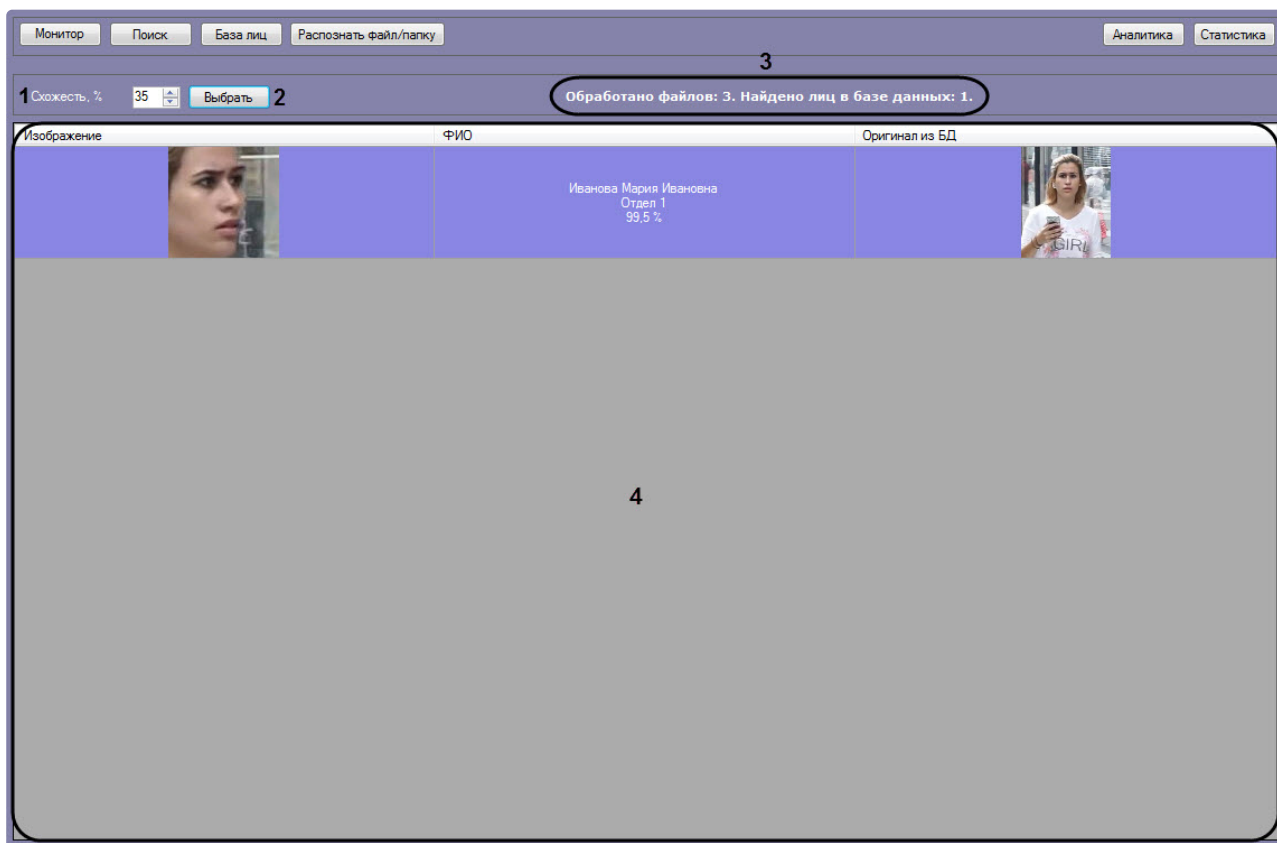 Монитор Поиск База лиц Распознать файл/папку Аналитика Статистика
3
1 Схожесть, % 35 Выбрать 2 Обработано файлов: 3. Найдено лиц в базе данных: 1.
Изображение ФИО Оригинал из БД
Иванова Мария Ивановна
Отдел 1
99,5 %
GIRL
4